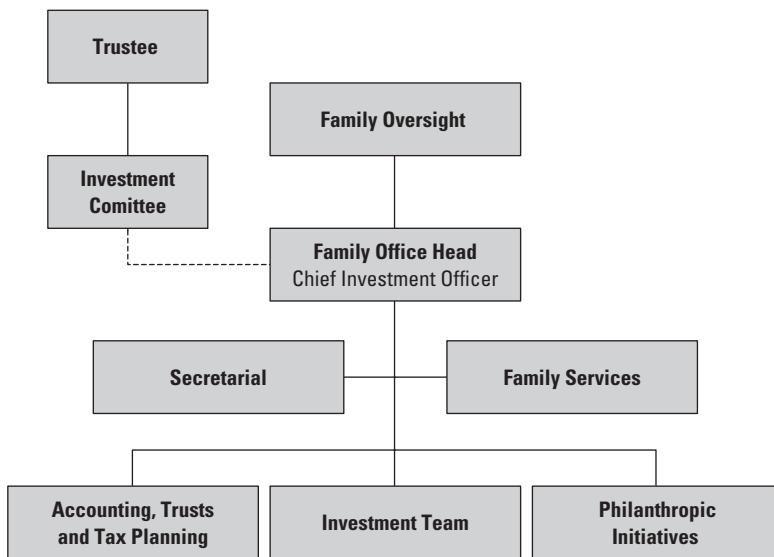 Trustee
Family Oversight
Investment
Comittee
Family Office Head
Chief Investment Officer
Secretarial
Family Services
Accounting, Trusts
and Tax Planning
Investment Team
Philanthropic
Initiatives